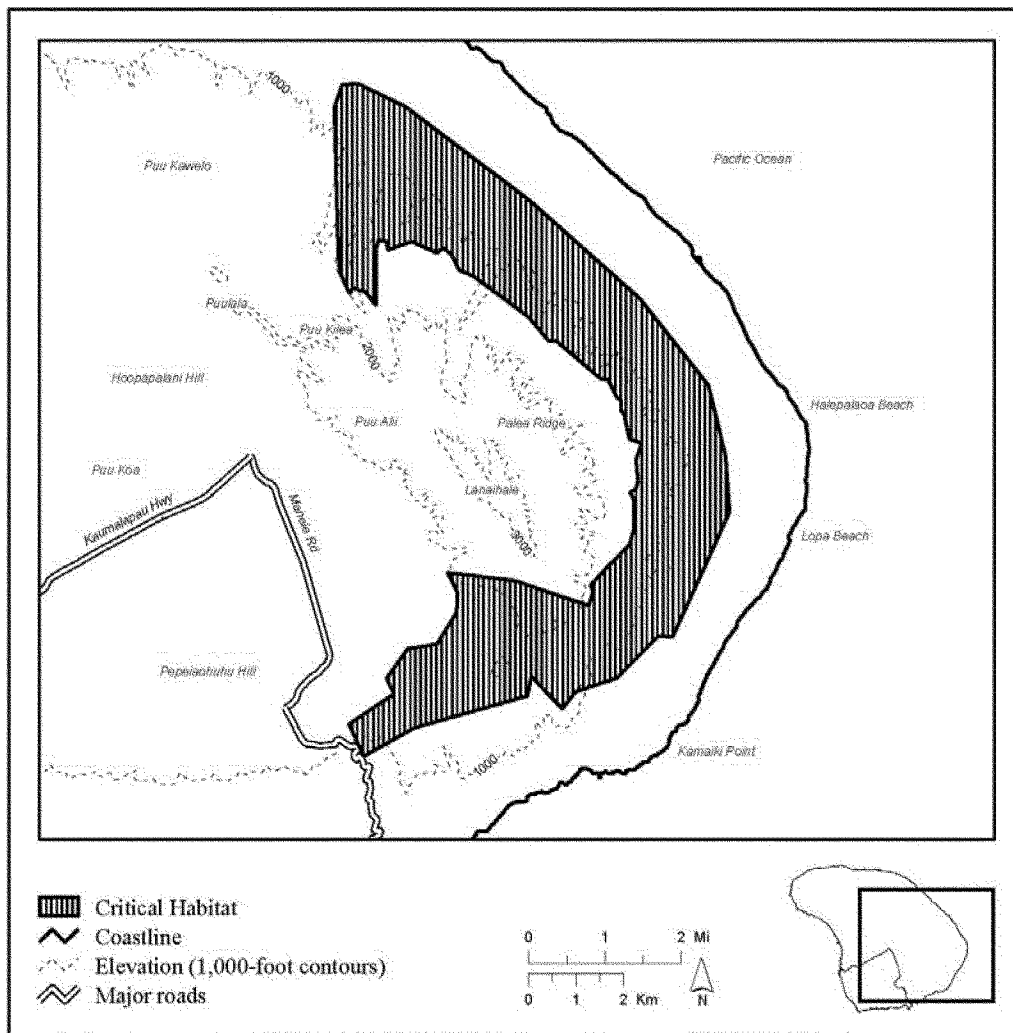 1000
Puu Kawelo
Pacific Ocean
Puulala
Puu Kilea
2000
Hoopapalani Hill
Halepalaoa Beach
Puu Alii
Palea Ridge
Puu Koa
Lanaihale
Kaumalapau Hwy
Manele Rd
3000
Lopa Beach
Pepeiaohuhu Hill
Kamaiki Point
1000
Critical Habitat
Coastline
Elevation (1,000-foot contours)
Major roads
0 1 2 Mi
0 1 2 Km
N